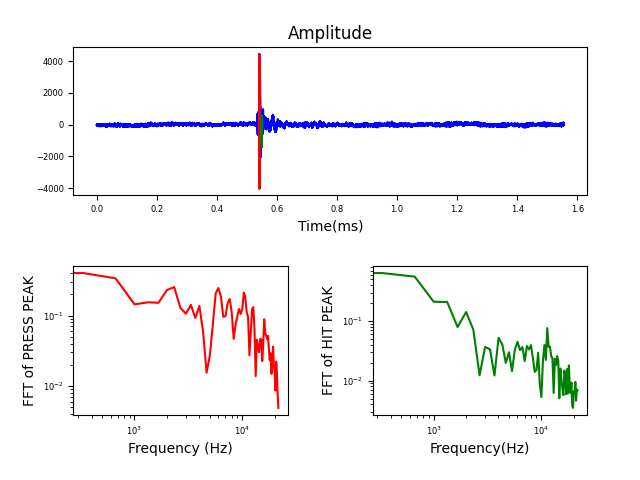 Amplitude
4000
2000
0
−2000
−4000
0.0 0.2 0.4 0.6 0.8 1.0 1.2 1.4 1.6
Time(ms)
FFT of PRESS PEAK
10⁻¹
10⁻²
10³ 10⁴
Frequency (Hz)
FFT of HIT PEAK
10⁻¹
10⁻²
10³ 10⁴
Frequency(Hz)